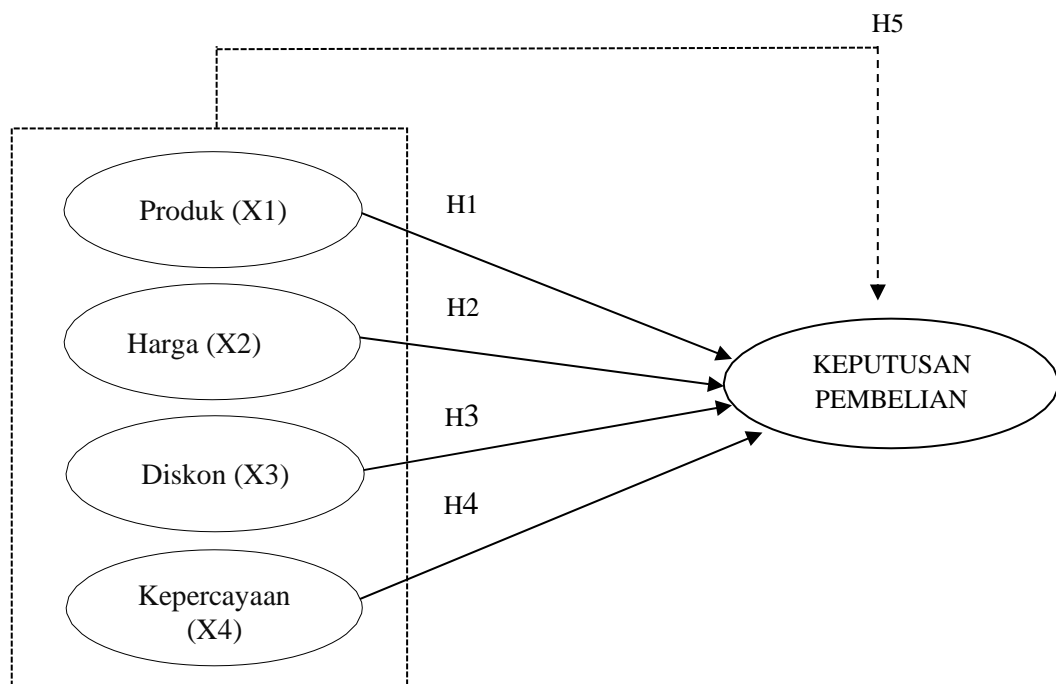 H5
Produk (X1)
H1
H2
Harga (X2)
KEPUTUSAN
PEMBELIAN
H3
Diskon (X3)
H4
Kepercayaan
(X4)